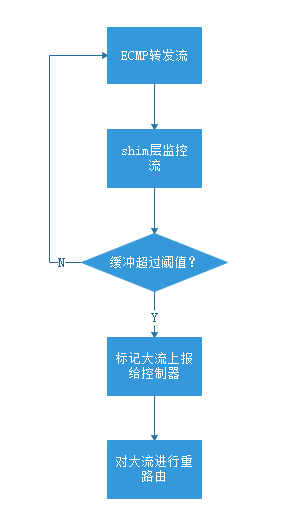 ECMP转发流
shim层监控
流
缓冲超过阈值？
N
Y
标记大流上报
给控制器
对大流进行重
路由